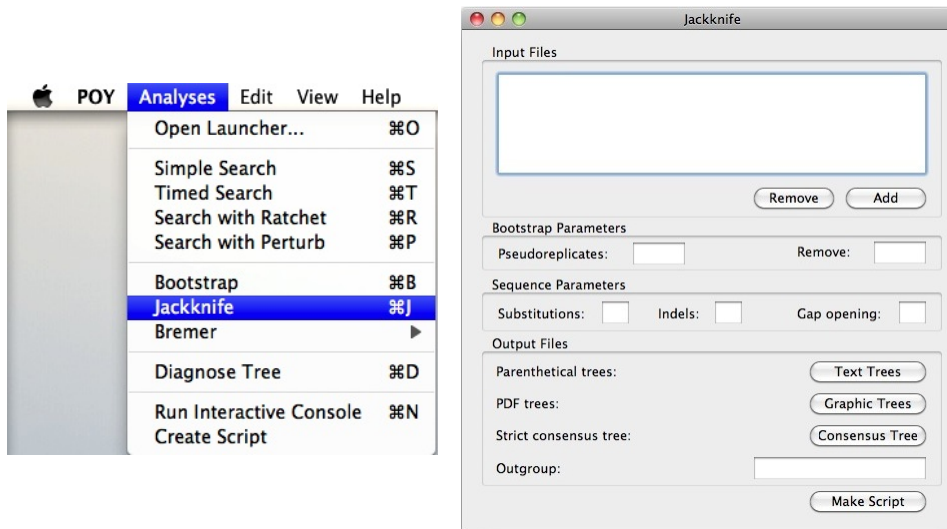 POY Analyses Edit View Help
Open Launcher... ⌘O
Simple Search ⌘S
Timed Search ⌘T
Search with Ratchet ⌘R
Search with Perturb ⌘P
Bootstrap ⌘B
Jackknife ⌘J
Bremer
Diagnose Tree ⌘D
Run Interactive Console ⌘N
Create Script
Jackknife
Input Files
Remove Add
Bootstrap Parameters
Pseudoreplicates: Remove:
Sequence Parameters
Substitutions: Indels: Gap opening:
Output Files
Parenthetical trees: Text Trees
PDF trees: Graphic Trees
Strict consensus tree: Consensus Tree
Outgroup:
Make Script